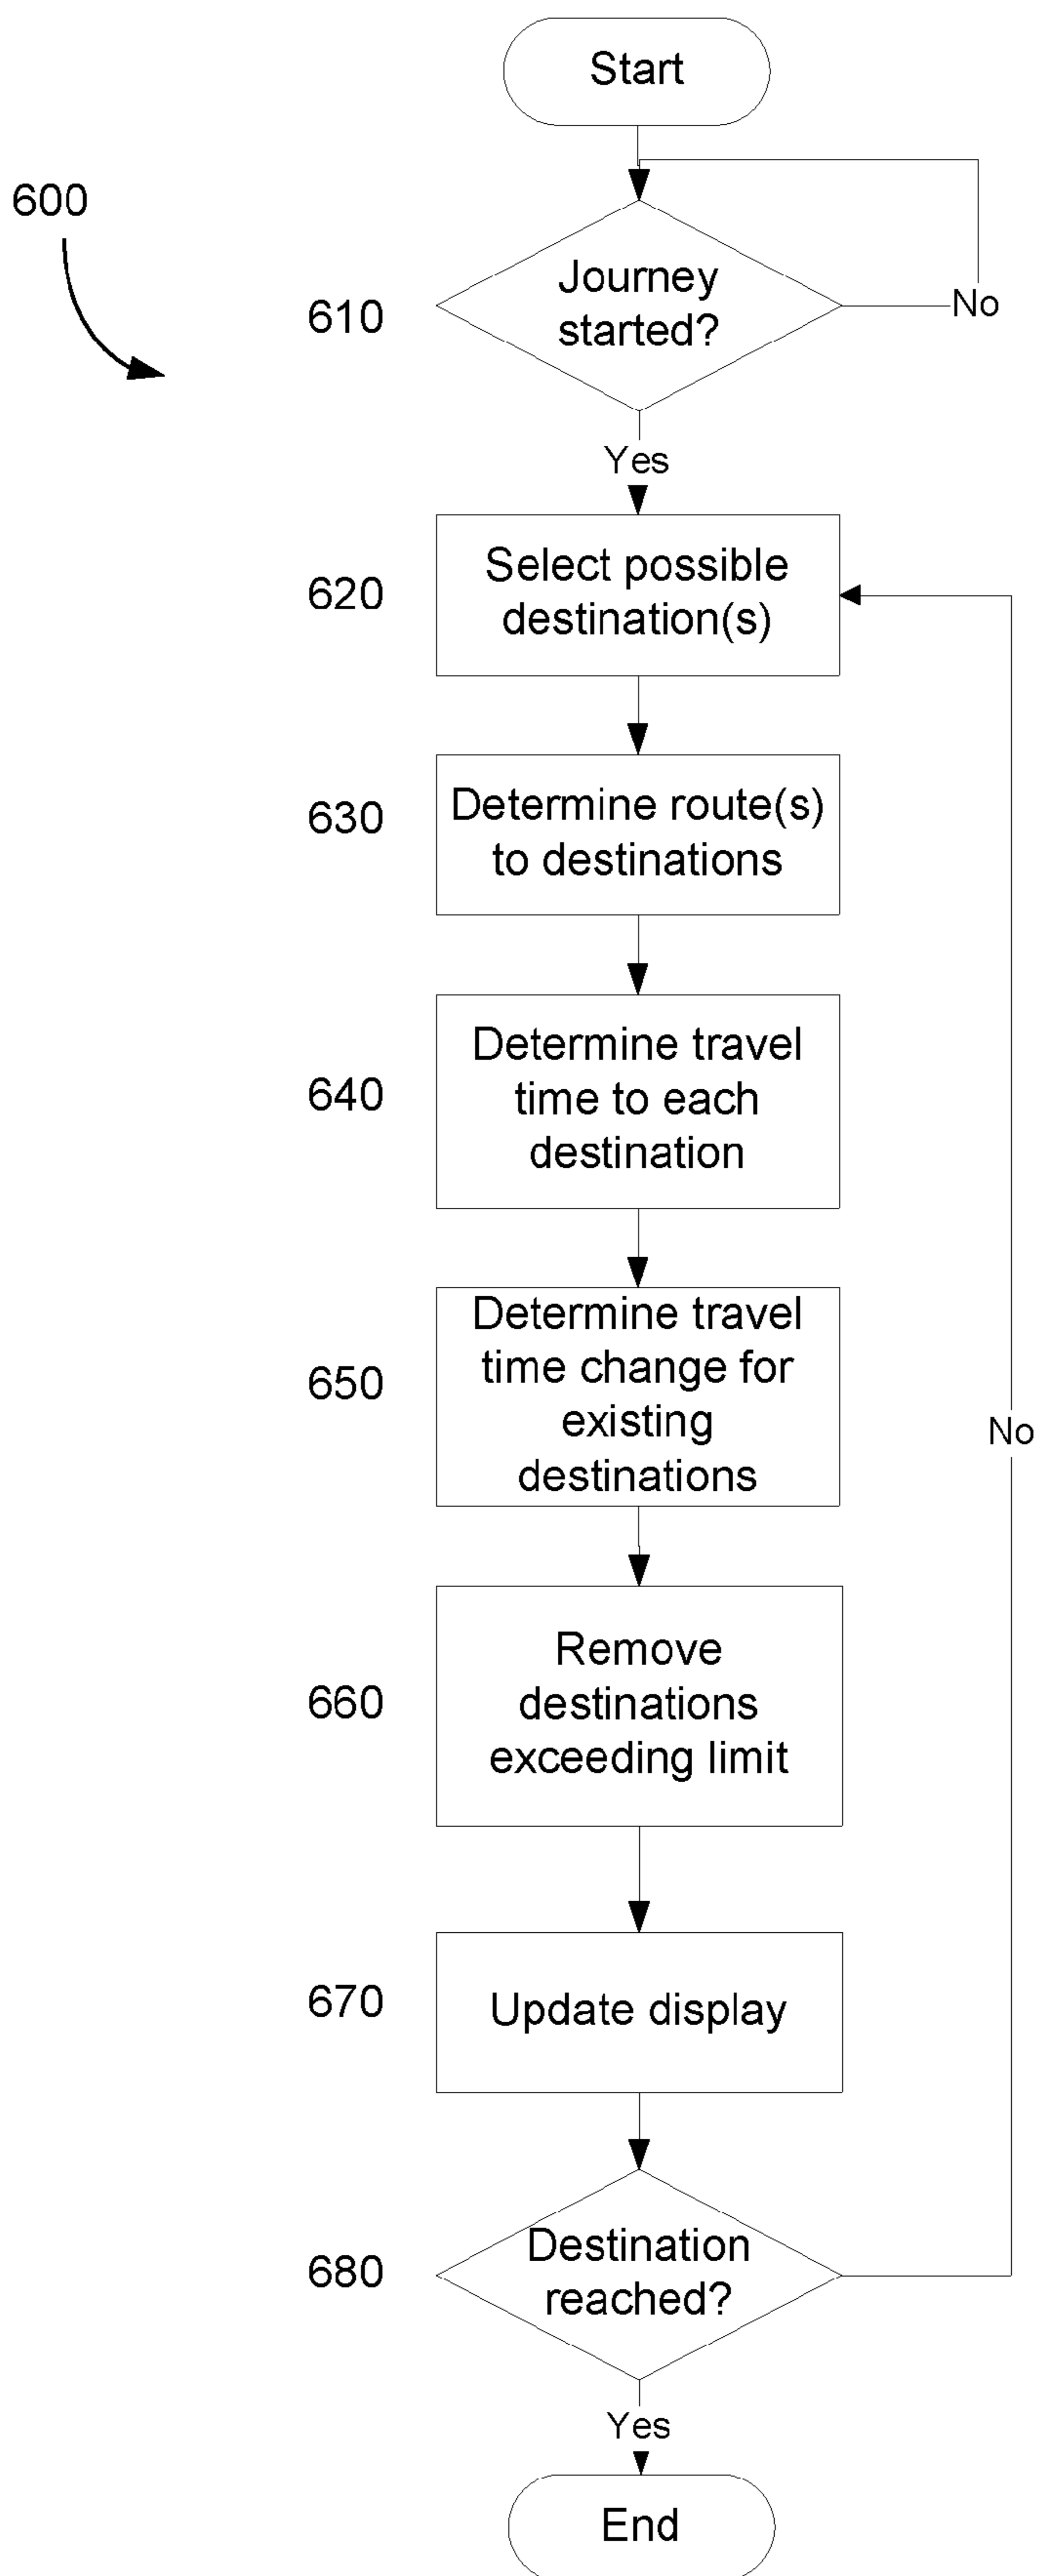 Start
600
610
Journey
started?
No
Yes
620
Select possible
destination(s)
630
Determine route(s)
to destinations
640
Determine travel
time to each
destination
650
Determine travel
time change for
existing
destinations
No
660
Remove
destinations
exceeding limit
670
Update display
680
Destination
reached?
Yes
End